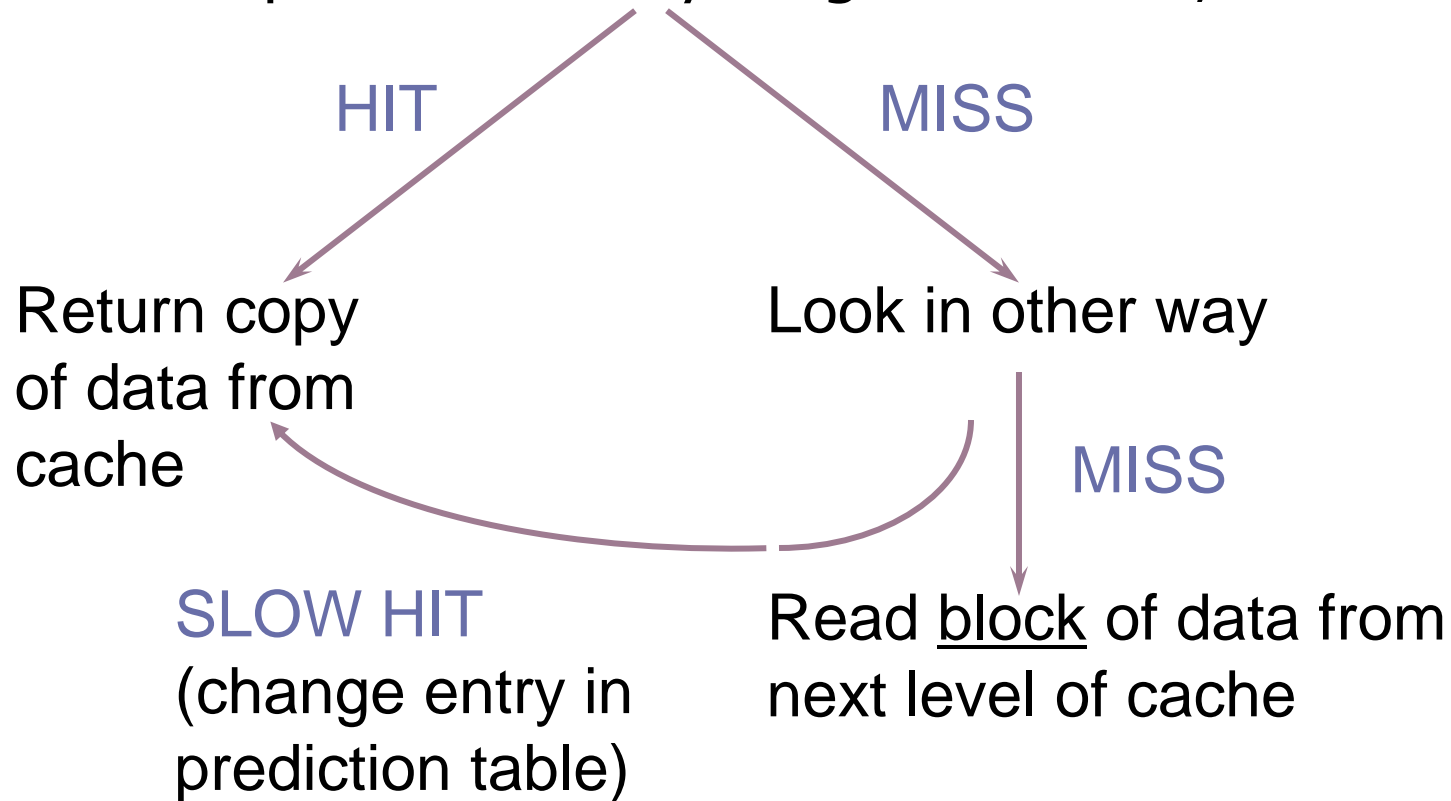 HIT
MISS
Return copy
of data from
cache
Look in other way
MISS
SLOW HIT
(change entry in
prediction table)
Read block of data from
next level of cache